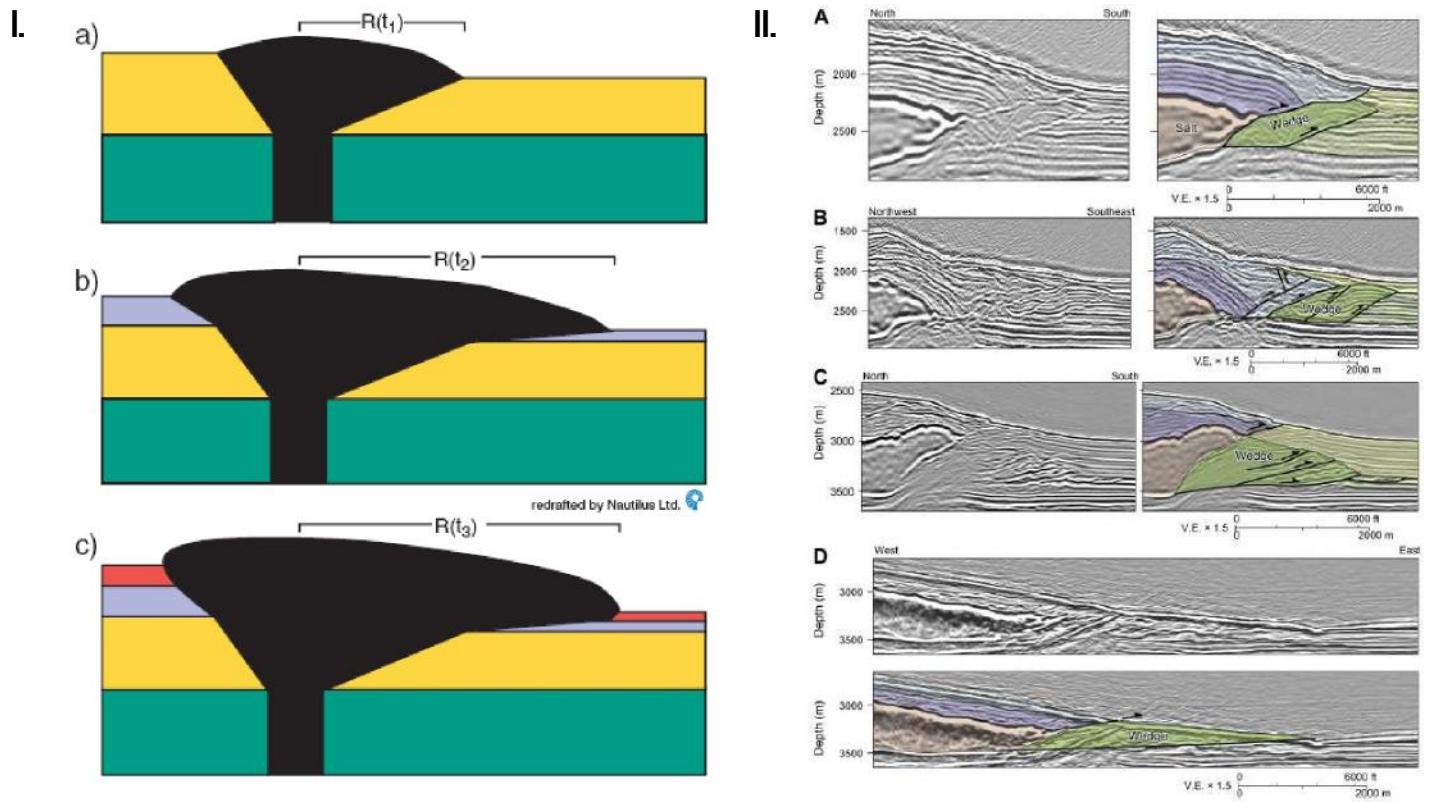 I.
a)
R(t₁)
b)
R(t₂)
redrafted by Nautilus Ltd.
c)
R(t₃)
II.
A
North South
Depth (m)
2000
2500
Salt
Wedge
V.E. × 1.5
0 6000 ft
0 2000 m
B
Northwest Southeast
Depth (m)
1500
2000
2500
Wedge
V.E. × 1.5
0 6000 ft
0 2000 m
C
North South
Depth (m)
2500
3000
3500
Wedge
V.E. × 1.5
0 6000 ft
0 2000 m
D
West East
Depth (m)
3000
3500
Depth (m)
3000
3500
Wedge
V.E. × 1.5
0 6000 ft
0 2000 m